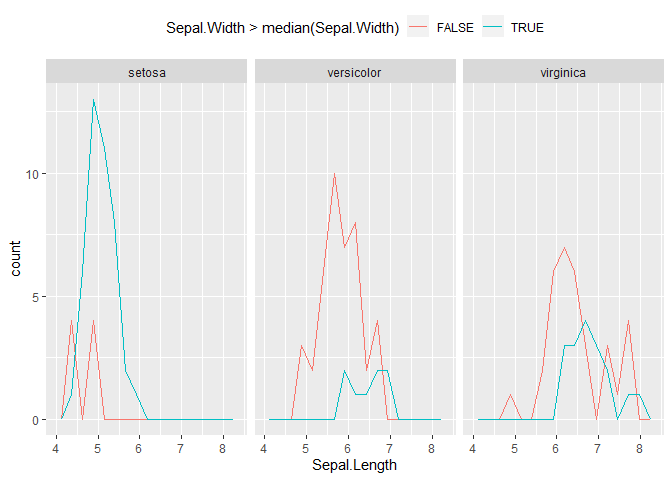 Sepal.Width > median(Sepal.Width) FALSE TRUE
setosa versicolor virginica
10
5
0
count
4 5 6 7 8 4 5 6 7 8 4 5 6 7 8
Sepal.Length